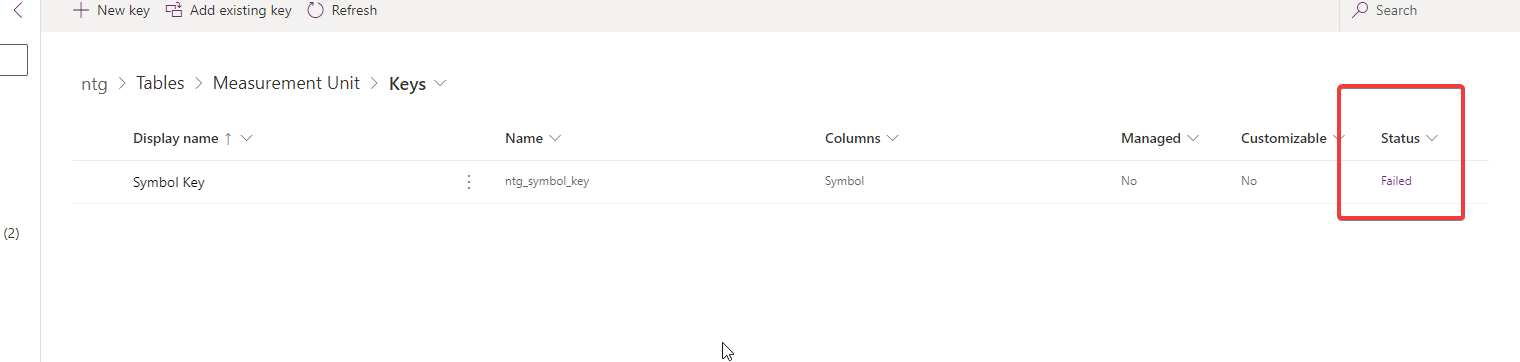 New key Add existing key Refresh Search
ntg > Tables > Measurement Unit > Keys
Display name ↑ Name Columns Managed Customizable Status
Symbol Key ntg_symbol_key Symbol No No Failed
(2)